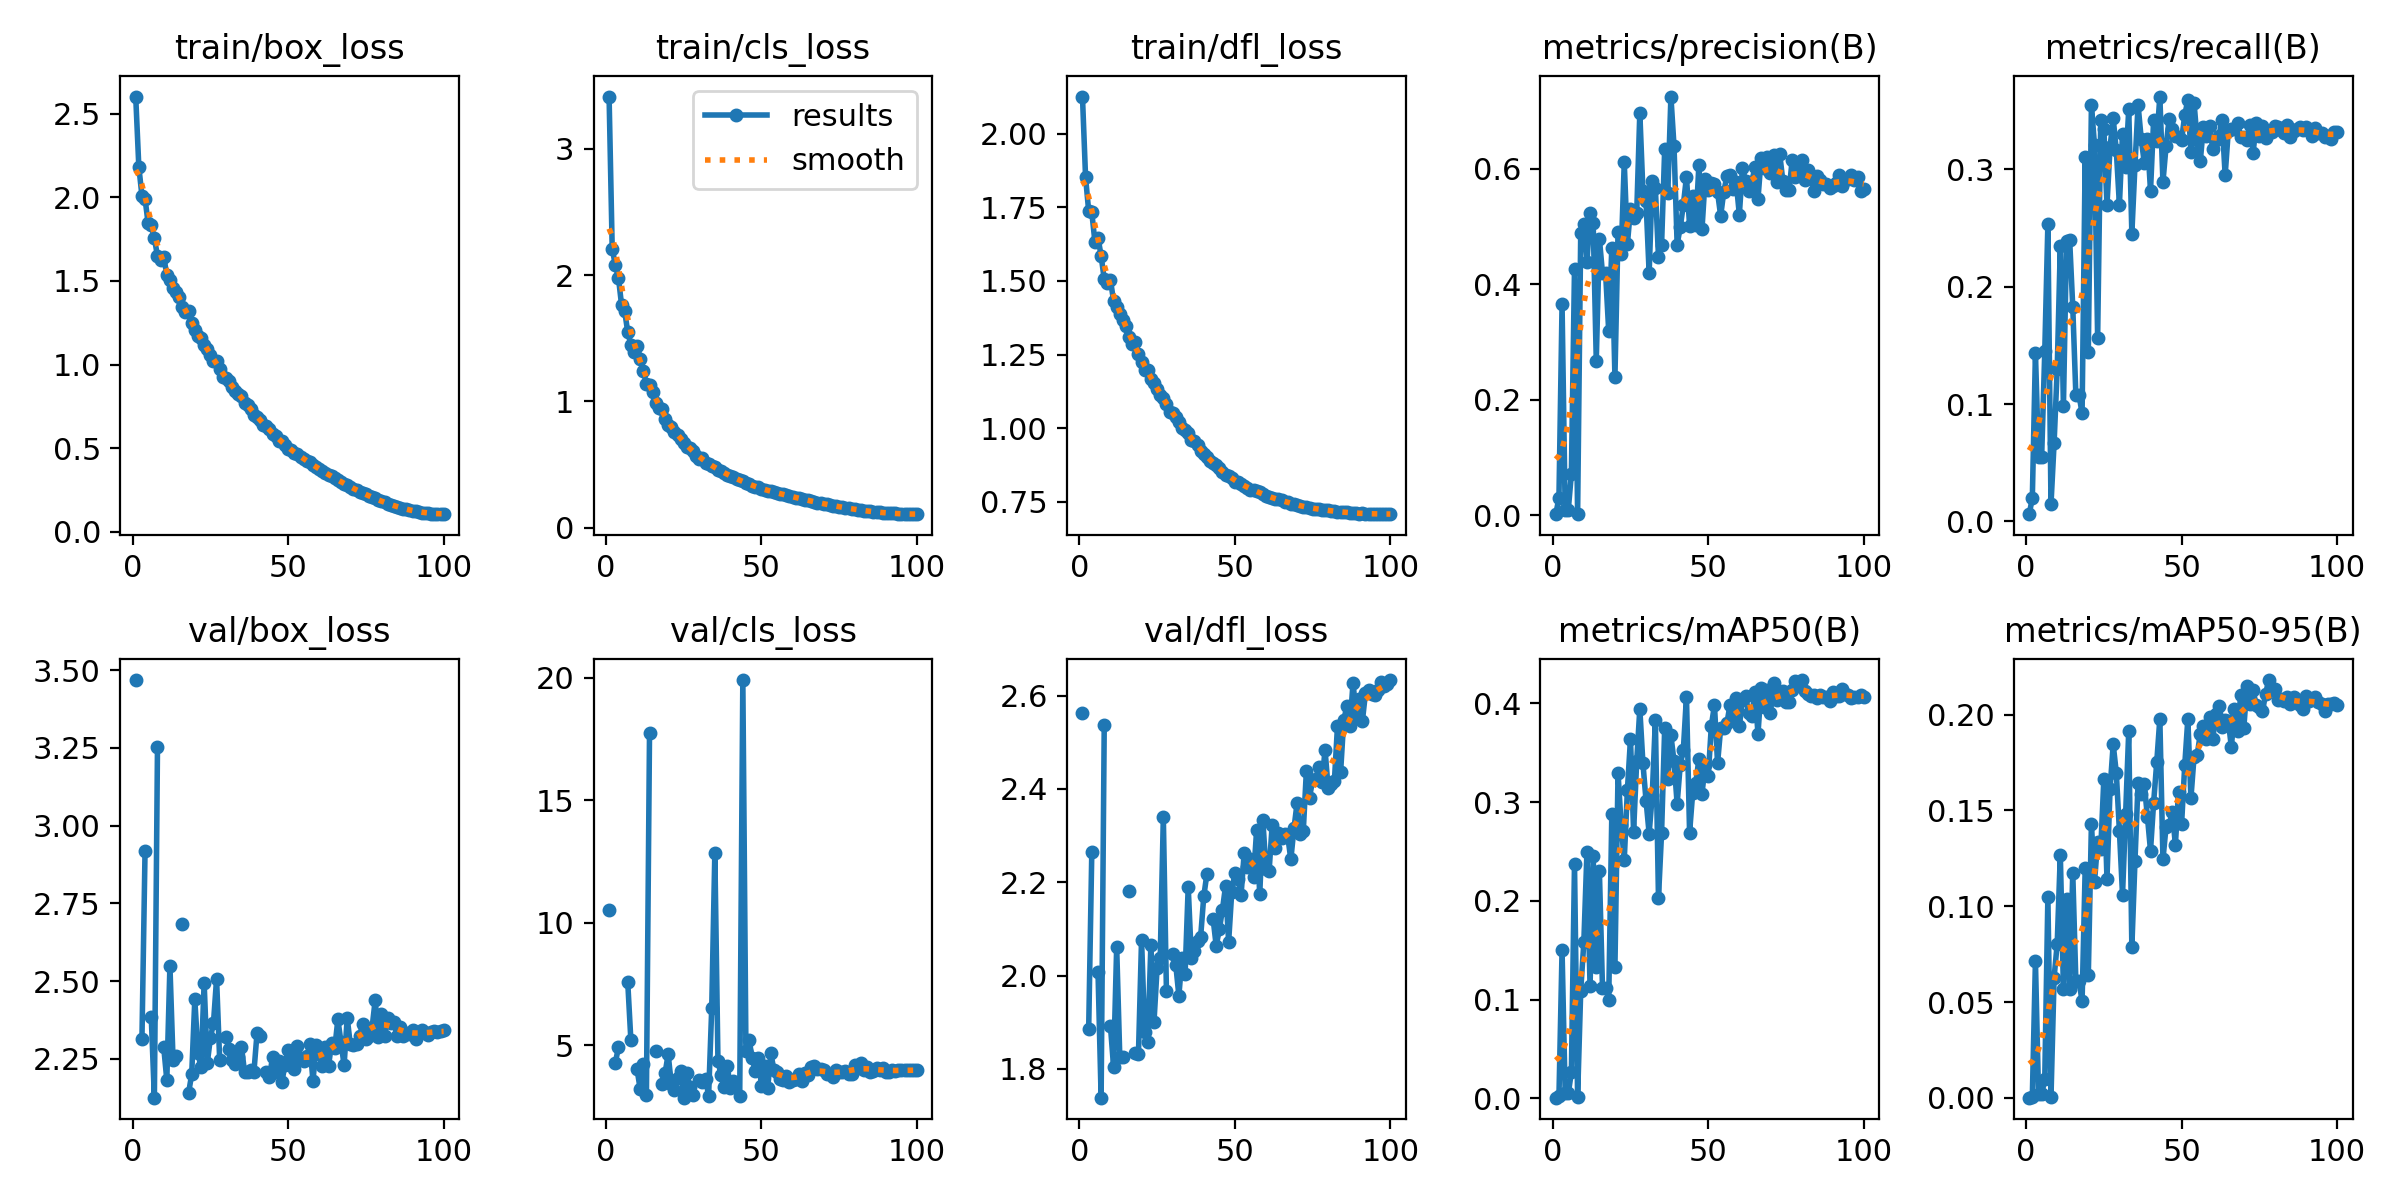 train/box_loss
2.5
2.0
1.5
1.0
0.5
0.0
0 50 100
train/cls_loss
results
smooth
3
2
1
0
0 50 100
train/dfl_loss
2.00
1.75
1.50
1.25
1.00
0.75
0 50 100
metrics/precision(B)
0.6
0.4
0.2
0.0
0 50 100
metrics/recall(B)
0.3
0.2
0.1
0.0
0 50 100
val/box_loss
3.50
3.25
3.00
2.75
2.50
2.25
0 50 100
val/cls_loss
20
15
10
5
0 50 100
val/dfl_loss
2.6
2.4
2.2
2.0
1.8
0 50 100
metrics/mAP50(B)
0.4
0.3
0.2
0.1
0.0
0 50 100
metrics/mAP50-95(B)
0.20
0.15
0.10
0.05
0.00
0 50 100